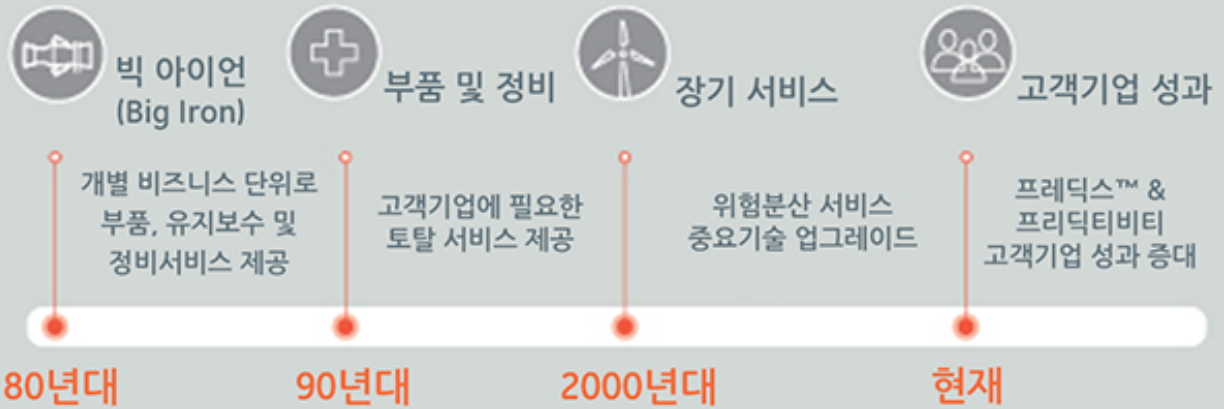 빅 아이언
(Big Iron)
개별 비즈니스 단위로
부품, 유지보수 및
정비서비스 제공
80년대
부품 및 정비
고객기업에 필요한
토탈 서비스 제공
90년대
장기 서비스
위험분산 서비스
중요기술 업그레이드
2000년대
고객기업 성과
프레딕스™ &
프리딕티비티
고객기업 성과 증대
현재